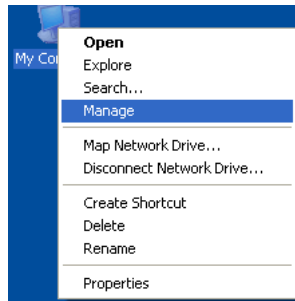 My Co
Open
Explore
Search...
Manage
Map Network Drive...
Disconnect Network Drive...
Create Shortcut
Delete
Rename
Properties